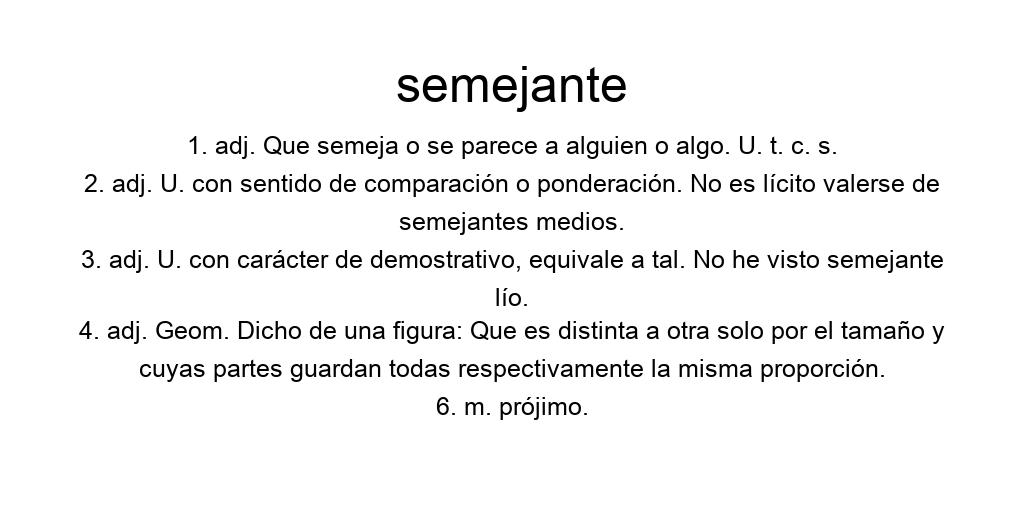 semejante
1. adj. Que semeja o se parece a alguien o algo. U. t. c. s.
2. adj. U. con sentido de comparación o ponderación. No es lícito valerse de
semejantes medios.
3. adj. U. con carácter de demostrativo, equivale a tal. No he visto semejante
lío.
4. adj. Geom. Dicho de una figura: Que es distinta a otra solo por el tamaño y
cuyas partes guardan todas respectivamente la misma proporción.
6. m. prójimo.